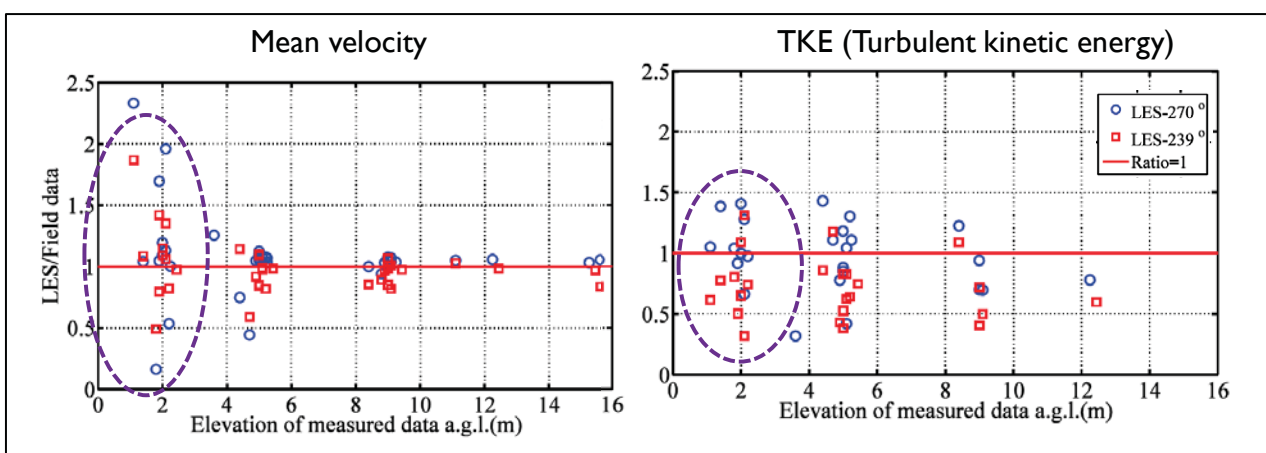 Mean velocity
TKE (Turbulent kinetic energy)
LES/Field data
2.5
2
1.5
1
0.5
0
0 2 4 6 8 10 12 14 16
Elevation of measured data a.g.l.(m)
2.5
2
1.5
1
0.5
0
0 2 4 6 8 10 12 14 16
Elevation of measured data a.g.l.(m)
LES-270 °
LES-239 °
Ratio=1